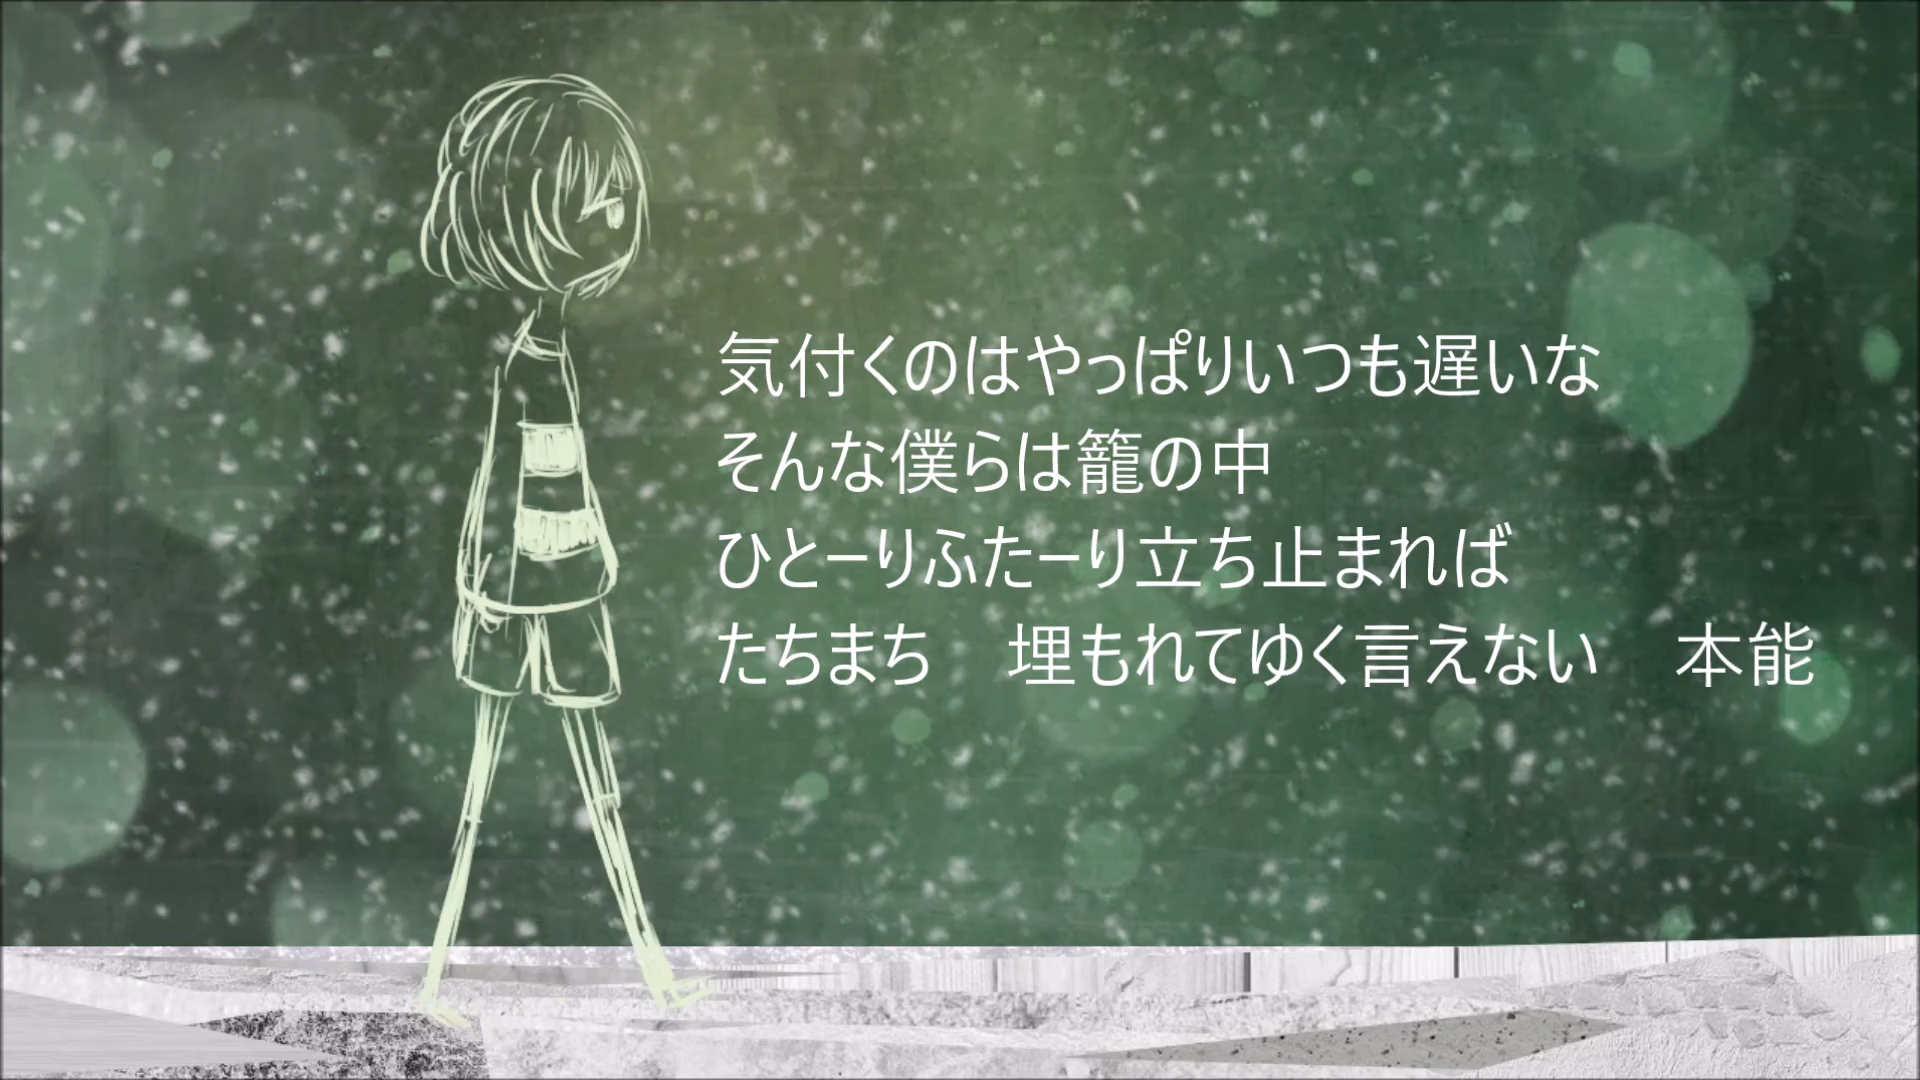 気付くのはやっぱりいつも遅いな
そんな僕らは籠の中
ひとーりふたーり立ち止まれば
たちまち　埋もれてゆく言えない　本能